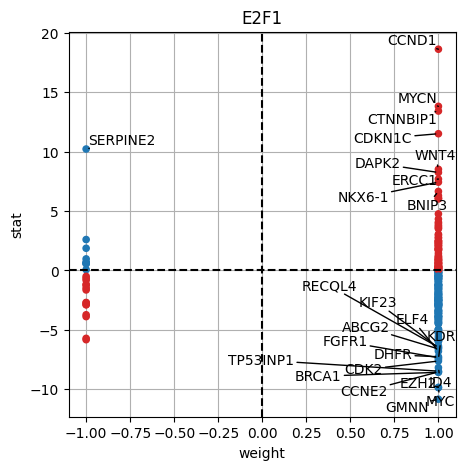 E2F1
20
CCND1
15
MYCN
CTNNBIP1
CDKN1C
10
SERPINE2
WNT4
DAPK2
ERCC1
NKX6-1
BNIP3
5
stat
0
RECQL4
KIF23
ELF4
ABCG2
KDR
FGFR1
−5
DHFR
TP53INP1
CDK2
BRCA1
EZH2
ID4
CCNE2
−10
MYC
GMNN
−1.00 −0.75 −0.50 −0.25 0.00 0.25 0.50 0.75 1.00
weight